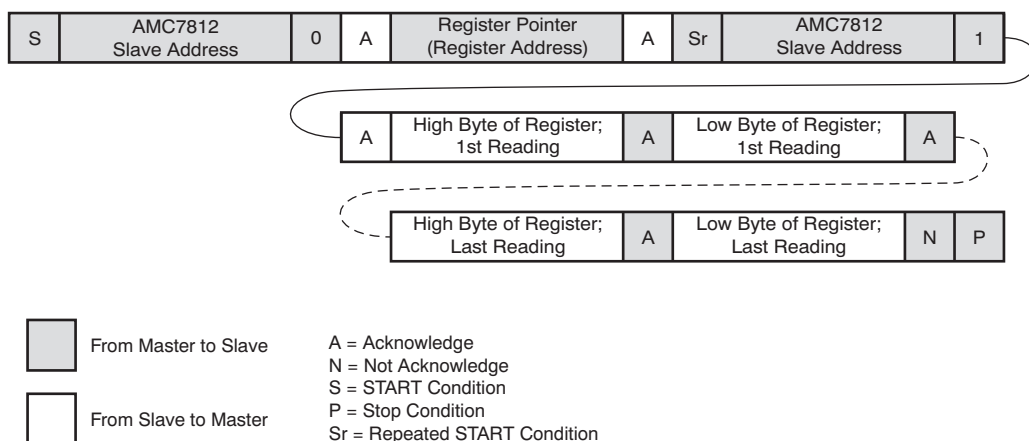 S
AMC7812
Slave Address
0
A
Register Pointer
(Register Address)
A
Sr
AMC7812
Slave Address
1
A
High Byte of Register;
1st Reading
A
Low Byte of Register;
1st Reading
A
High Byte of Register;
Last Reading
A
Low Byte of Register;
Last Reading
N
P
From Master to Slave
From Slave to Master
A = Acknowledge
N = Not Acknowledge
S = START Condition
P = Stop Condition
Sr = Repeated START Condition